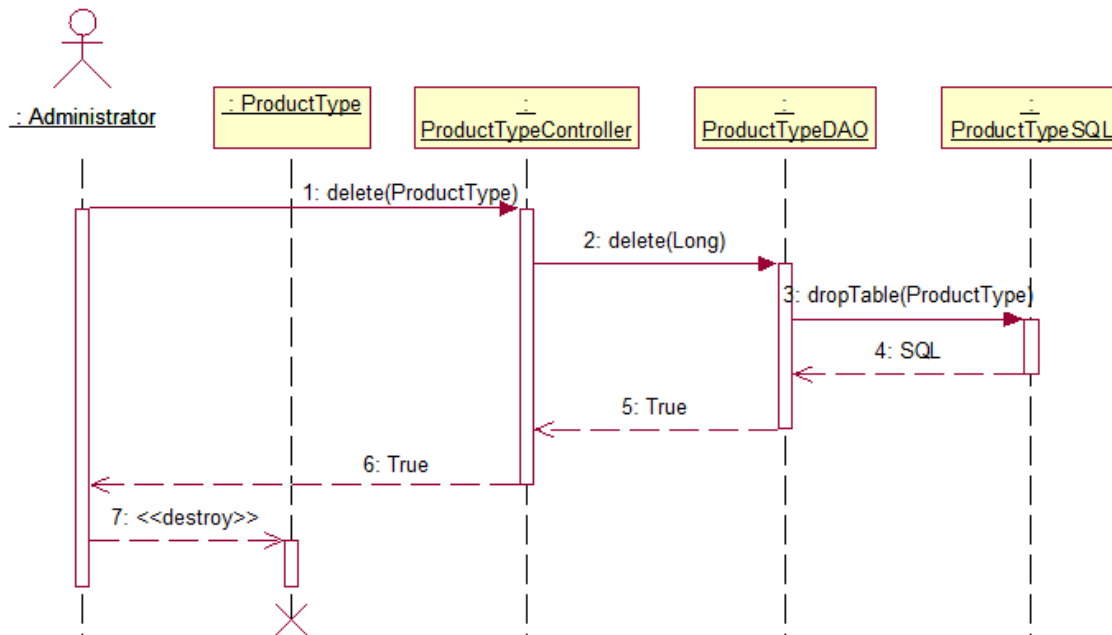 : Administrator
: ProductType
:
ProductTypeController
:
ProductTypeDAO
:
ProductTypeSQL
1: delete(ProductType)
2: delete(Long)
3: dropTable(ProductType)
4: SQL
5: True
6: True
7: <<destroy>>